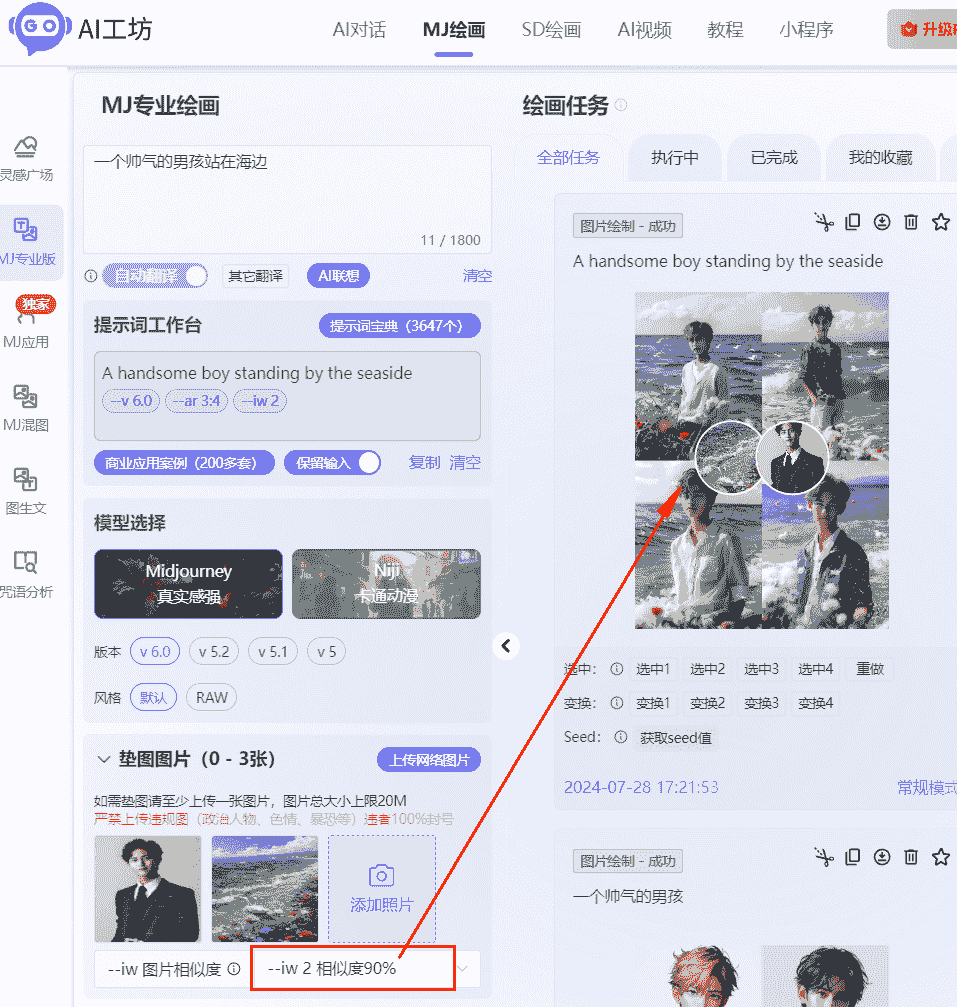 GO AI工坊
AI对话 MJ绘画 SD绘画 AI视频 教程 小程序
MJ专业绘画
一个帅气的男孩站在海边
11 / 1800
自动翻译 其它翻译 AI联想 清空
灵感广场
MJ专业版
独家
MJ应用
MJ混图
图生文
咒语分析
提示词工作台 提示词宝典（3647个）
A handsome boy standing by the seaside
--v 6.0 --ar 3:4 --iw 2
商业应用案例（200多套） 保留输入 复制 清空
模型选择
Midjourney
真实感强
Niji
卡通动漫
版本 v 6.0 v 5.2 v 5.1 v 5
风格 默认 RAW
垫图图片（0 - 3张） 上传网络图片
如需垫图请至少上传一张图片，图片总大小上限20M
严禁上传违规图（政治人物、色情、暴恐等）违者100%封号
添加照片
--iw 图片相似度 --iw 2 相似度90%
绘画任务
全部任务 执行中 已完成 我的收藏
图片绘制 - 成功
A handsome boy standing by the seaside
选中： 选中1 选中2 选中3 选中4 重做
变换： 变换1 变换2 变换3 变换4
Seed： 获取seed值
2024-07-28 17:21:53 常规模式
图片绘制 - 成功
一个帅气的男孩